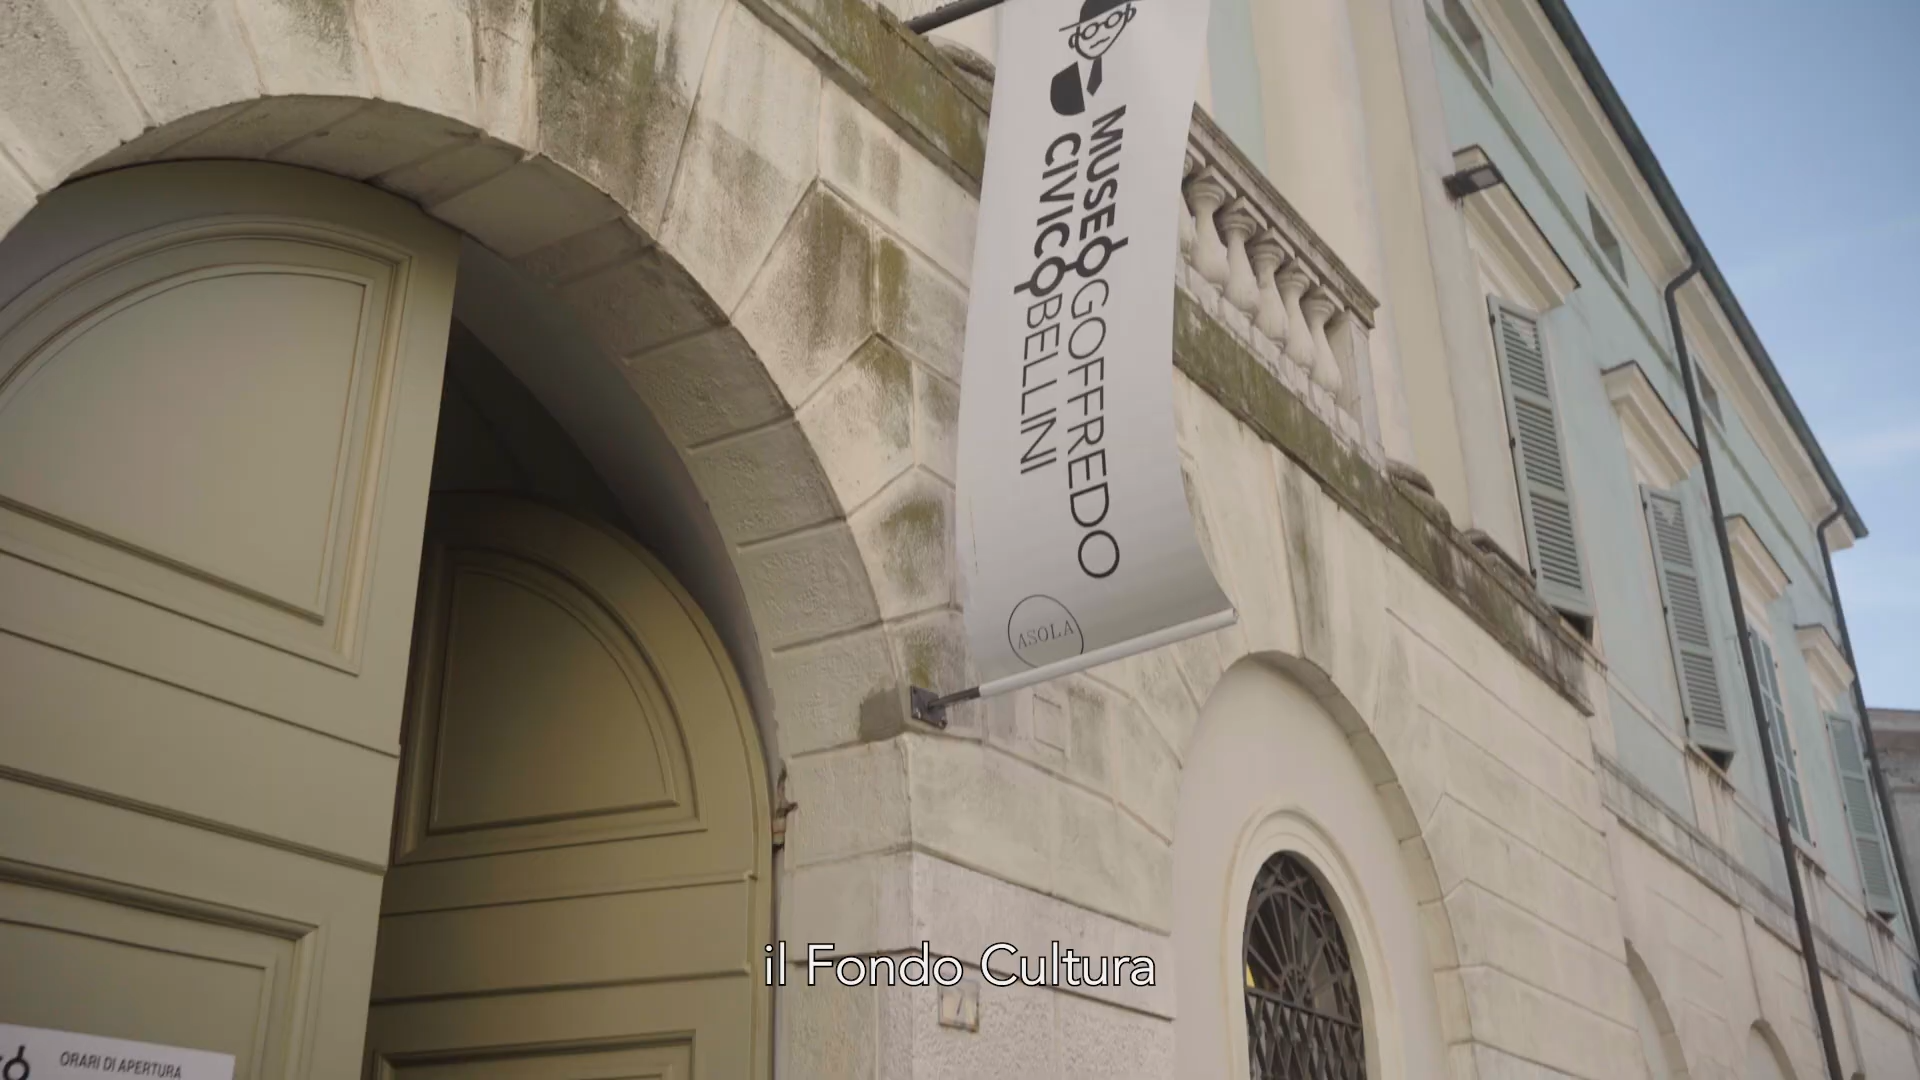 MUSEO GOFFREDO
CIVICO BELLINI
ASOLA
il Fondo Cultura
ORARI DI APERTURA